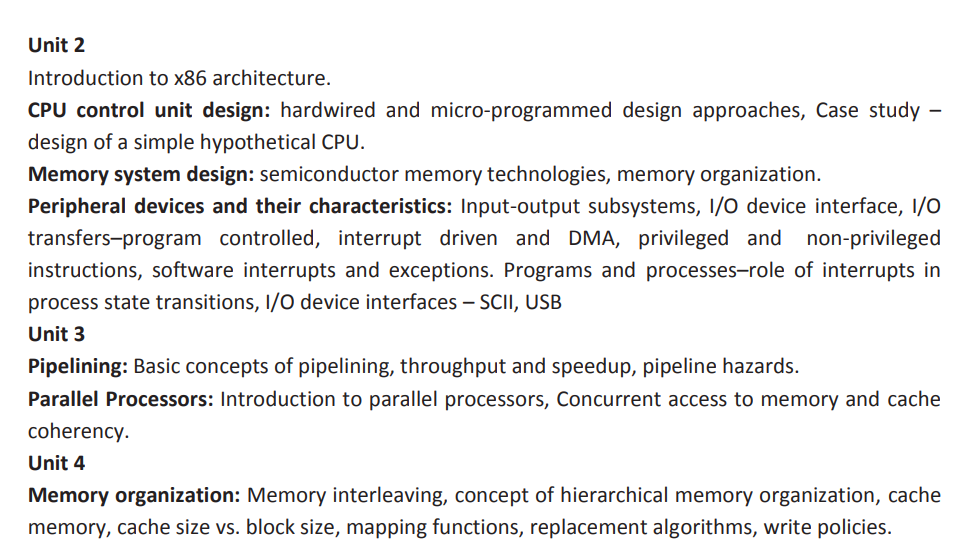 Unit 2
Introduction to x86 architecture.
CPU control unit design: hardwired and micro-programmed design approaches, Case study –
design of a simple hypothetical CPU.
Memory system design: semiconductor memory technologies, memory organization.
Peripheral devices and their characteristics: Input-output subsystems, I/O device interface, I/O
transfers–program controlled, interrupt driven and DMA, privileged and non-privileged
instructions, software interrupts and exceptions. Programs and processes–role of interrupts in
process state transitions, I/O device interfaces – SCII, USB
Unit 3
Pipelining: Basic concepts of pipelining, throughput and speedup, pipeline hazards.
Parallel Processors: Introduction to parallel processors, Concurrent access to memory and cache
coherency.
Unit 4
Memory organization: Memory interleaving, concept of hierarchical memory organization, cache
memory, cache size vs. block size, mapping functions, replacement algorithms, write policies.